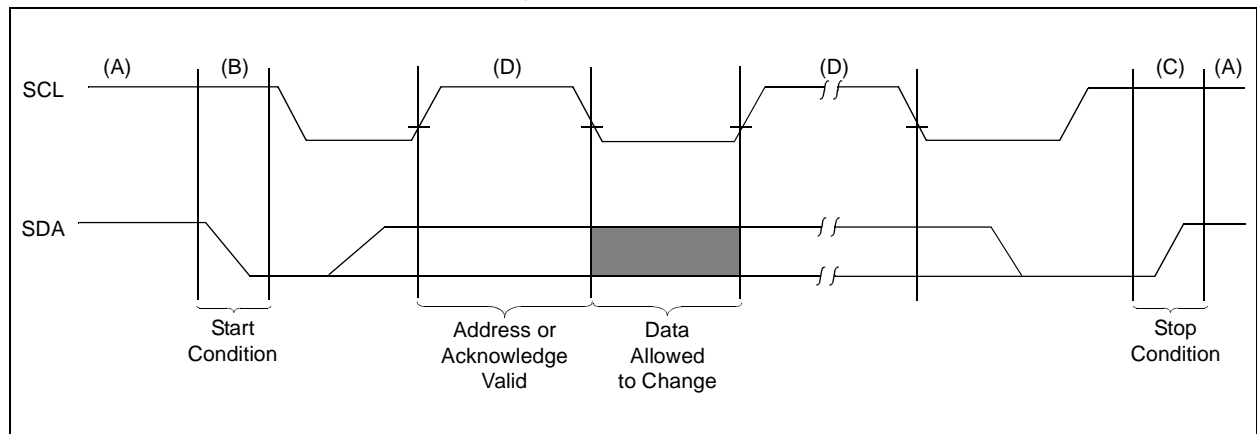 (A) (B) (D) (D) (C) (A)
SCL
SDA
Start
Condition
Address or
Acknowledge
Valid
Data
Allowed
to Change
Stop
Condition